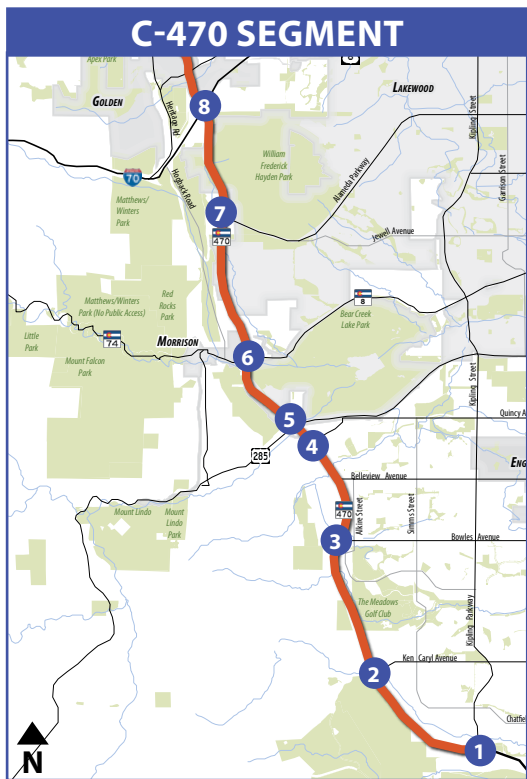 C-470 SEGMENT
Apex Park
GOLDEN
Heritage Rd
8
LAKEWOOD
Kipling Street
Garrison Street
William
Frederick
Hayden Park
Alameda Parkway
70
Hogback Road
Matthews/
Winters
Park
7
470
Jewell Avenue
Matthews/Winters
Park (No Public Access)
Red
Rocks
Park
8
Bear Creek
Lake Park
Little
Park
74
MORRISON
Mount Falcon
Park
6
Kipling Street
5
Quincy A
4
285
ENG
Belleview Avenue
Mount Lindo
Mount
Lindo
Park
470
Alkire Street
Simms Street
3
Bowles Avenue
The Meadows
Golf Club
Kipling Parkway
Ken Caryl Avenue
2
Chatfie
1
N